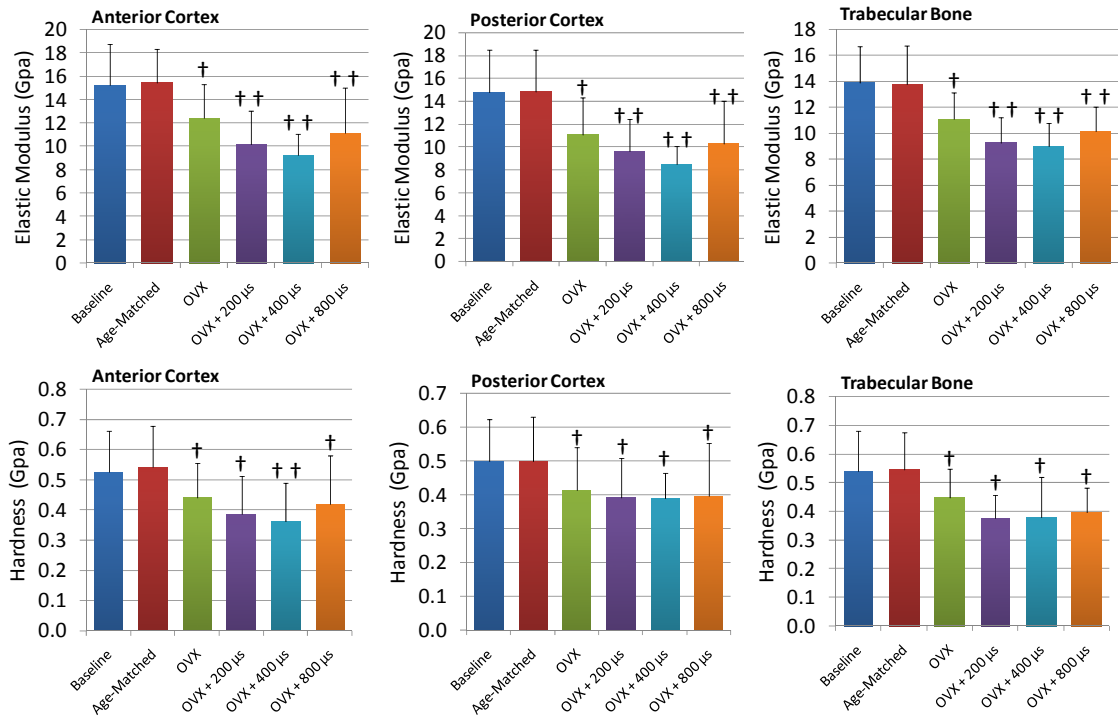 Anterior Cortex
Elastic Modulus (Gpa)
20
18
16
14
12
10
8
6
4
2
0
†
† †
† †
† †
Baseline
Age-Matched
OVX
OVX + 200 µs
OVX + 400 µs
OVX + 800 µs
Posterior Cortex
Elastic Modulus (Gpa)
20
18
16
14
12
10
8
6
4
2
0
†
† †
† †
† †
Baseline
Age-Matched
OVX
OVX + 200 µs
OVX + 400 µs
OVX + 800 µs
Trabecular Bone
Elastic Modulus (Gpa)
18
16
14
12
10
8
6
4
2
0
†
† †
† †
† †
Baseline
Age-Matched
OVX
OVX + 200 µs
OVX + 400 µs
OVX + 800 µs
Anterior Cortex
Hardness (Gpa)
0.8
0.7
0.6
0.5
0.4
0.3
0.2
0.1
0.0
†
†
† †
†
Baseline
Age-Matched
OVX
OVX + 200 µs
OVX + 400 µs
OVX + 800 µs
Posterior Cortex
Hardness (Gpa)
0.7
0.6
0.5
0.4
0.3
0.2
0.1
0.0
†
†
†
†
Baseline
Age-Matched
OVX
OVX + 200 µs
OVX + 400 µs
OVX + 800 µs
Trabecular Bone
Hardness (Gpa)
0.8
0.7
0.6
0.5
0.4
0.3
0.2
0.1
0.0
†
†
†
†
Baseline
Age-Matched
OVX
OVX + 200 µs
OVX + 400 µs
OVX + 800 µs